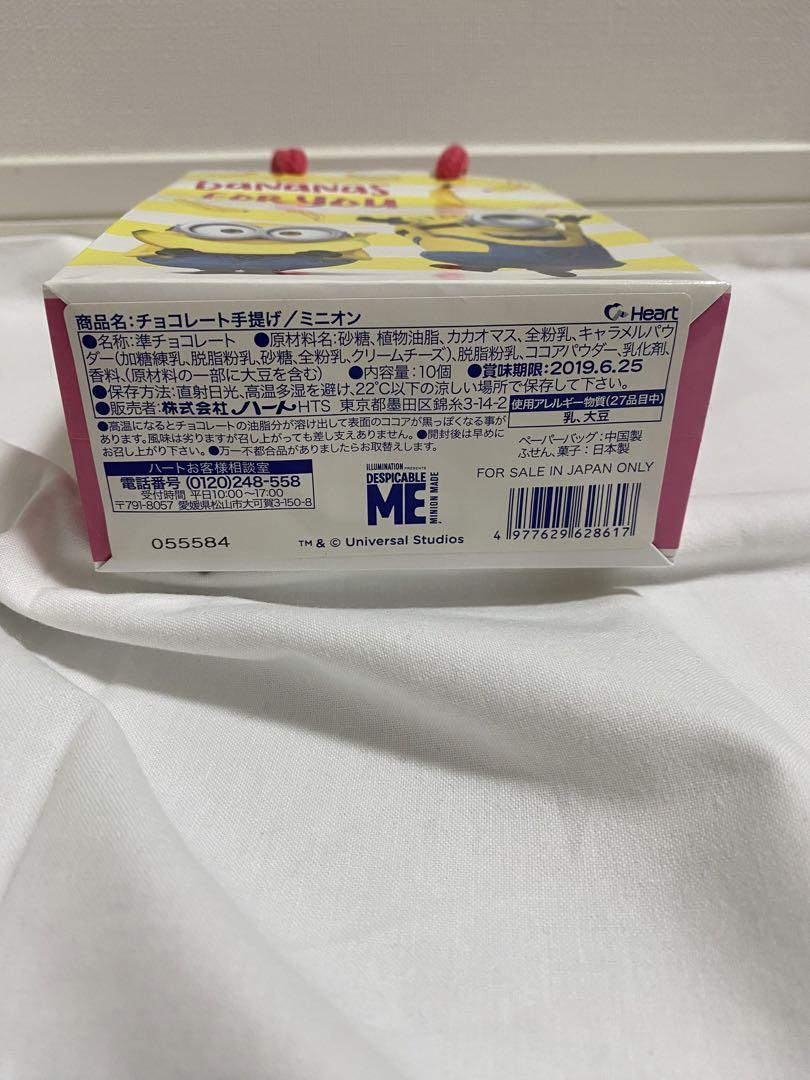 bananas
FOR YOU
商品名:チョコレート手提げ/ミニオン
Heart
●名称:準チョコレート ●原材料名:砂糖、植物油脂、カカオマス、全粉乳、キャラメルパウ
ダー(加糖練乳、脱脂粉乳、砂糖、全粉乳、クリームチーズ)、脱脂粉乳、ココアパウダー、乳化剤、
香料、(原材料の一部に大豆を含む) ●内容量:10個 ●賞味期限:2019.6.25
●保存方法:直射日光、高温多湿を避け、22℃以下の涼しい場所で保存して下さい。
●販売者:株式会社ハート HTS 東京都墨田区錦糸3-14-2
使用アレルギー物質(27品目中)
乳、大豆
●高温になるとチョコレートの油脂分が溶け出して表面のココアが黒っぽくなる事が
あります。風味は劣りますが召し上がっても差し支えありません。●開封後は早めに
お召し上がり下さい。●万一不都合品がありましたらお取替えします。
ペーパーバッグ:中国製
ふせん、菓子:日本製
ハートお客様相談室
電話番号 (0120)248-558
受付時間 平日10:00~17:00
〒791-8057 愛媛県松山市大可賀3-150-8
ILLUMINATION PRESENTS
DESPICABLE
ME
MINION MADE
FOR SALE IN JAPAN ONLY
055584
TM & © Universal Studios
4 977629 628617